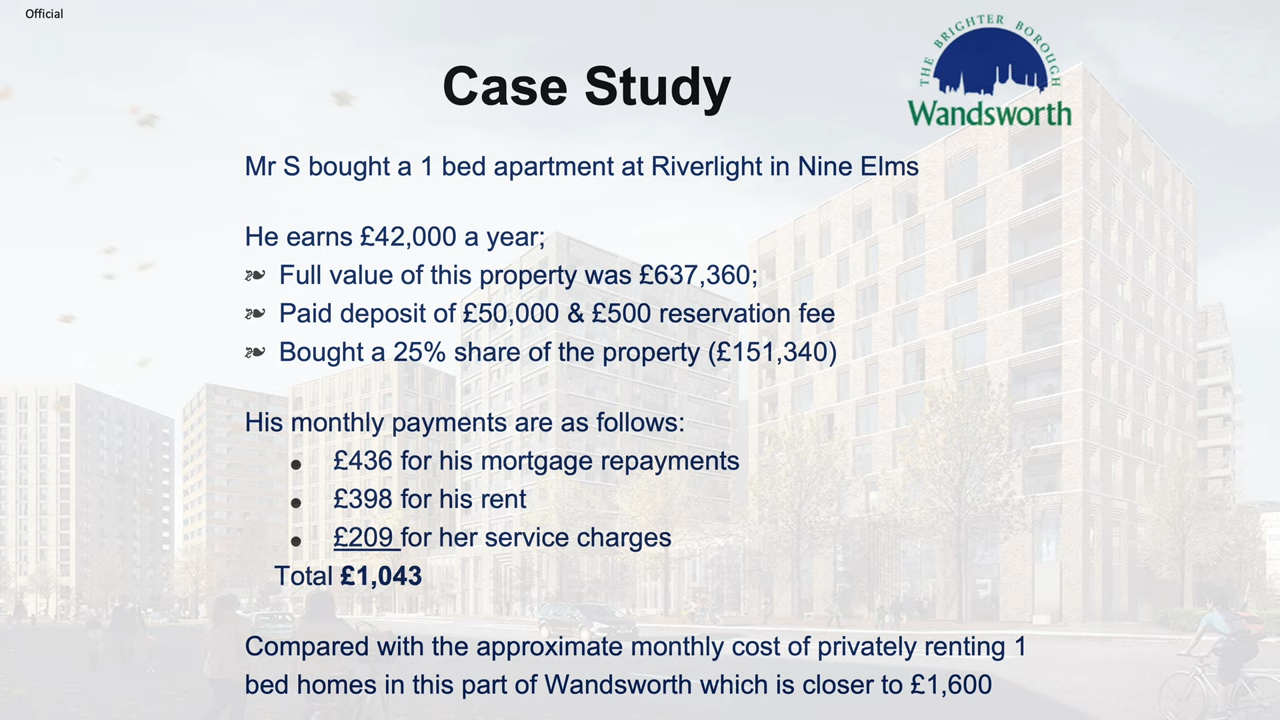 Official
THE BRIGHTER BOROUGH
Wandsworth
Case Study
Mr S bought a 1 bed apartment at Riverlight in Nine Elms
He earns £42,000 a year;
Full value of this property was £637,360;
Paid deposit of £50,000 & £500 reservation fee
Bought a 25% share of the property (£151,340)
His monthly payments are as follows:
• £436 for his mortgage repayments
• £398 for his rent
• £209 for her service charges
Total £1,043
Compared with the approximate monthly cost of privately renting 1
bed homes in this part of Wandsworth which is closer to £1,600